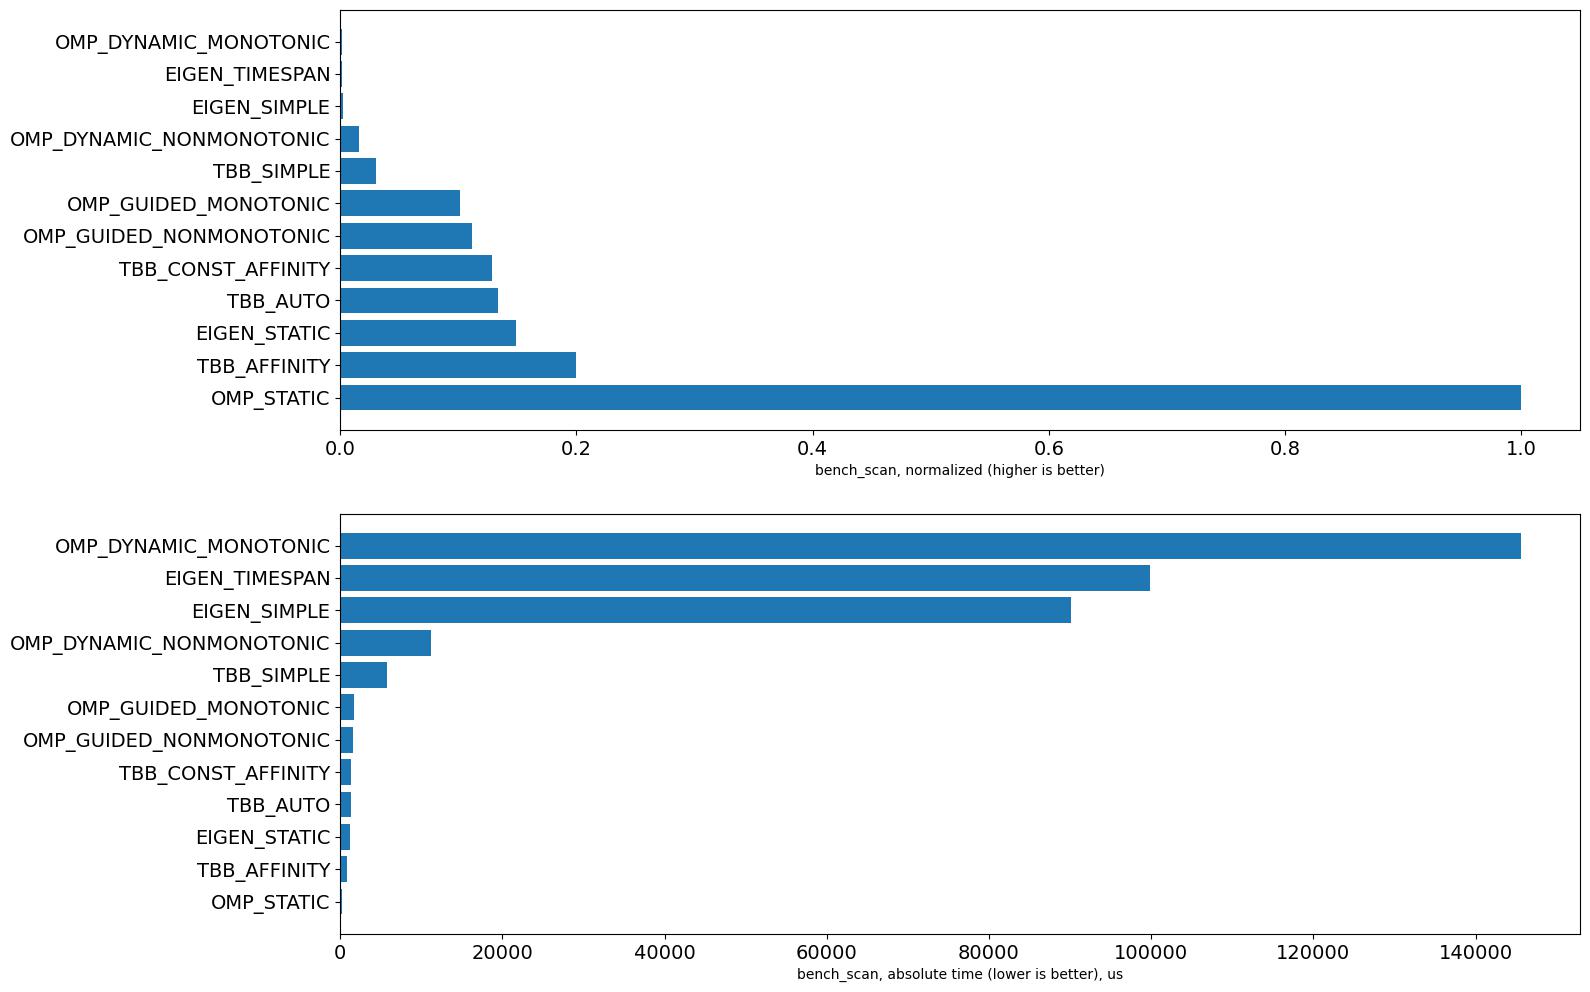 OMP_DYNAMIC_MONOTONIC
EIGEN_TIMESPAN
EIGEN_SIMPLE
OMP_DYNAMIC_NONMONOTONIC
TBB_SIMPLE
OMP_GUIDED_MONOTONIC
OMP_GUIDED_NONMONOTONIC
TBB_CONST_AFFINITY
TBB_AUTO
EIGEN_STATIC
TBB_AFFINITY
OMP_STATIC
0.0 0.2 0.4 0.6 0.8 1.0
bench_scan, normalized (higher is better)
OMP_DYNAMIC_MONOTONIC
EIGEN_TIMESPAN
EIGEN_SIMPLE
OMP_DYNAMIC_NONMONOTONIC
TBB_SIMPLE
OMP_GUIDED_MONOTONIC
OMP_GUIDED_NONMONOTONIC
TBB_CONST_AFFINITY
TBB_AUTO
EIGEN_STATIC
TBB_AFFINITY
OMP_STATIC
0 20000 40000 60000 80000 100000 120000 140000
bench_scan, absolute time (lower is better), us